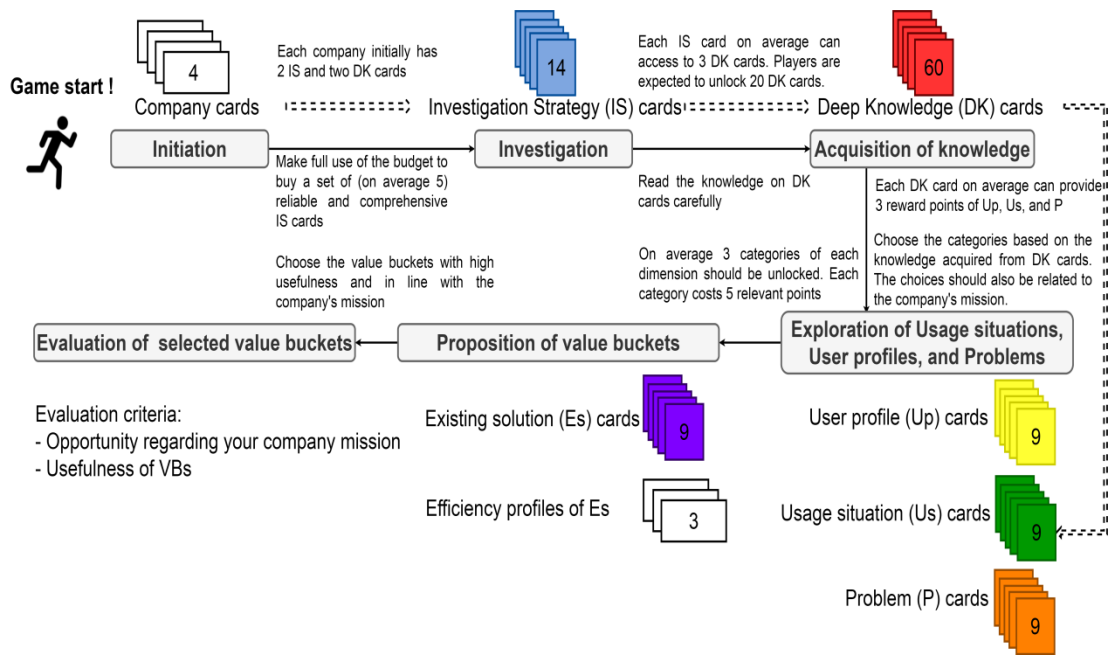 4
14
60
Game start !
Company cards
Each company initially has
2 IS and two DK cards
Investigation Strategy (IS) cards
Each IS card on average can
access to 3 DK cards. Players are
expected to unlock 20 DK cards.
Deep Knowledge (DK) cards
Initiation
Investigation
Acquisition of knowledge
Make full use of the budget to
buy a set of (on average 5)
reliable and comprehensive
IS cards
Read the knowledge on DK
cards carefully
Each DK card on average can provide
3 reward points of Up, Us, and P
Choose the value buckets with high
usefulness and in line with the
company's mission
On average 3 categories of each
dimension should be unlocked. Each
category costs 5 relevant points
Choose the categories based on the
knowledge acquired from DK cards.
The choices should also be related to
the company's mission.
Evaluation of selected value buckets
Proposition of value buckets
Exploration of Usage situations,
User profiles, and Problems
Evaluation criteria:
- Opportunity regarding your company mission
- Usefulness of VBs
Existing solution (Es) cards
9
Efficiency profiles of Es
3
User profile (Up) cards
9
Usage situation (Us) cards
9
Problem (P) cards
9